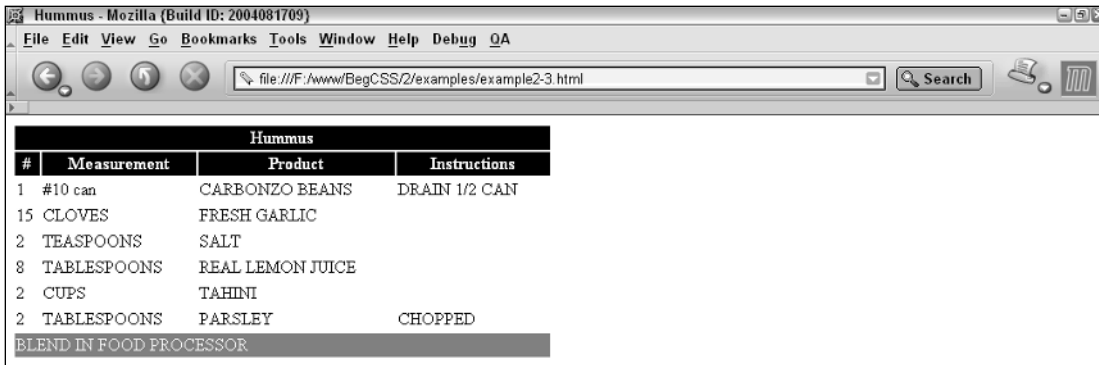 Hummus - Mozilla {Build ID: 2004081709}
File Edit View Go Bookmarks Tools Window Help Debug QA
file:///F:/www/BegCSS/2/examples/example2-3.html Search
Hummus
# Measurement Product Instructions
1 #10 can CARBONZO BEANS DRAIN 1/2 CAN
15 CLOVES FRESH GARLIC
2 TEASPOONS SALT
8 TABLESPOONS REAL LEMON JUICE
2 CUPS TAHINI
2 TABLESPOONS PARSLEY CHOPPED
BLEND IN FOOD PROCESSOR